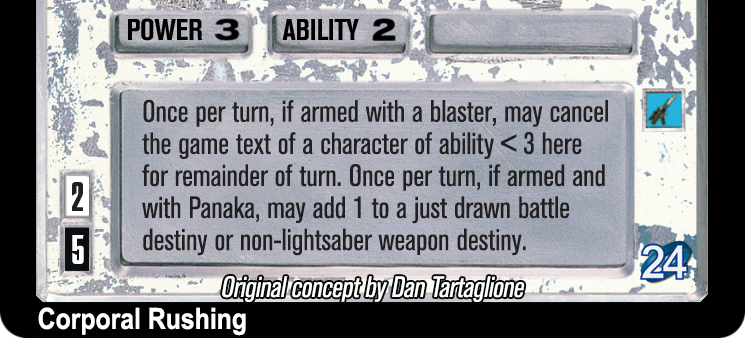 POWER 3 ABILITY 2
Once per turn, if armed with a blaster, may cancel
the game text of a character of ability < 3 here
for remainder of turn. Once per turn, if armed and
with Panaka, may add 1 to a just drawn battle
destiny or non-lightsaber weapon destiny.
2
5
24
Original concept by Dan Tartaglione
Corporal Rushing